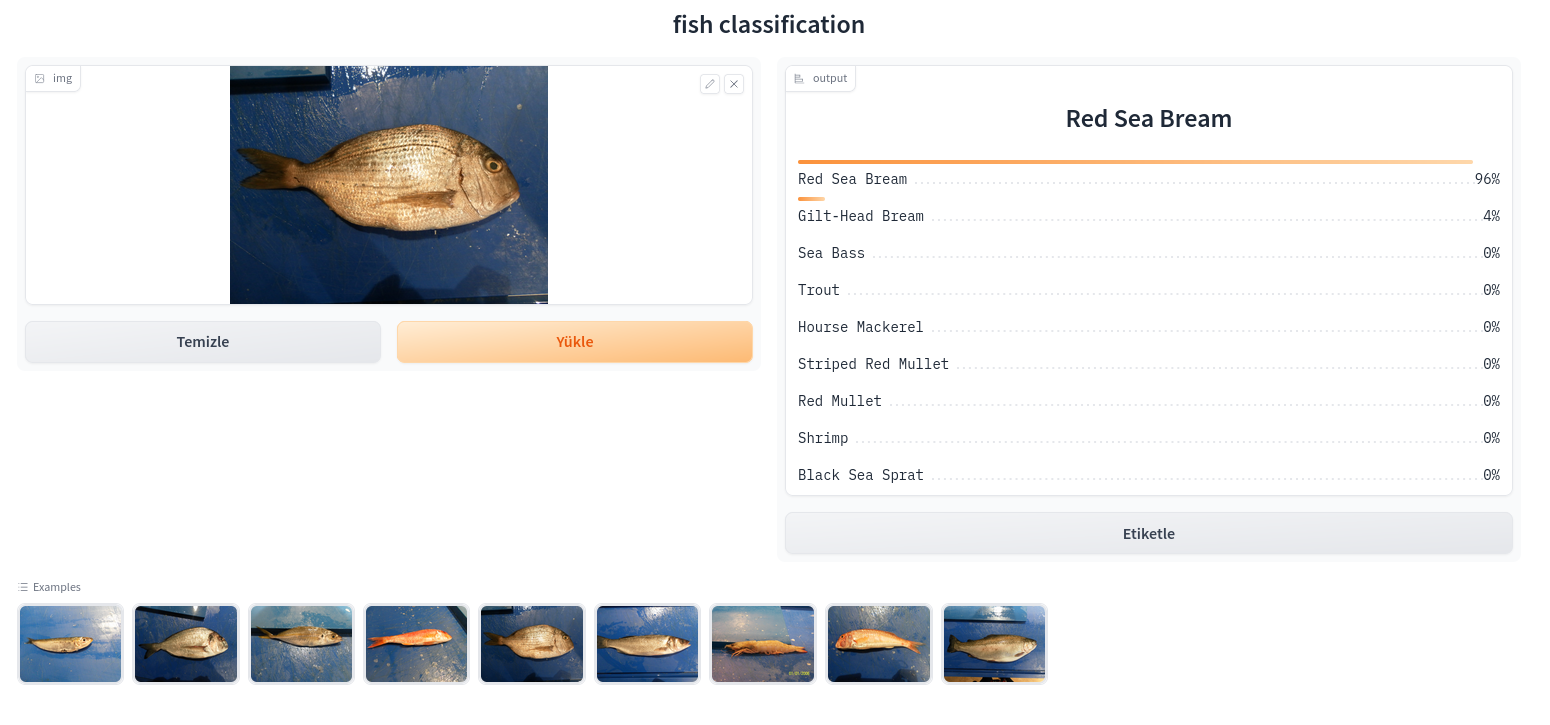 fish classification
img
output
Red Sea Bream
Red Sea Bream 96%
Gilt-Head Bream 4%
Sea Bass 0%
Trout 0%
Hourse Mackerel 0%
Striped Red Mullet 0%
Red Mullet 0%
Shrimp 0%
Black Sea Sprat 0%
Temizle
Yükle
Etiketle
Examples